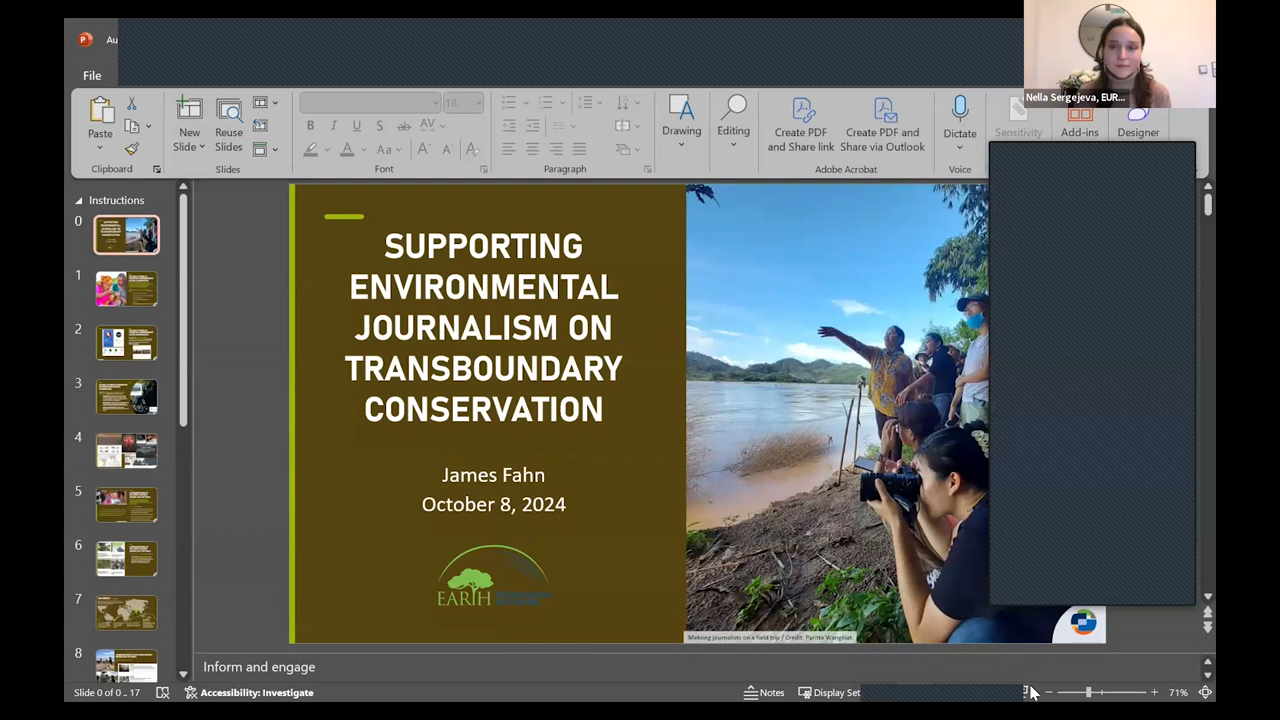 Au
File
Nella Sergejeva, EUR...
Paste
New
Slide
Reuse
Slides
18
Drawing
Editing
Create PDF
and Share link
Create PDF and
Share via Outlook
Dictate
Sensitivity
Add-ins
Designer
Clipboard
Slides
Font
Paragraph
Adobe Acrobat
Voice
Instructions
0
1
2
3
4
5
6
7
8
SUPPORTING
ENVIRONMENTAL
JOURNALISM ON
TRANSBOUNDARY
CONSERVATION
James Fahn
October 8, 2024
EARTH
Mekong journalists on a field trip / Credit: Paritta Wangkiat
Inform and engage
Slide 0 of 0 .. 17
Accessibility: Investigate
Notes
Display Set
71%